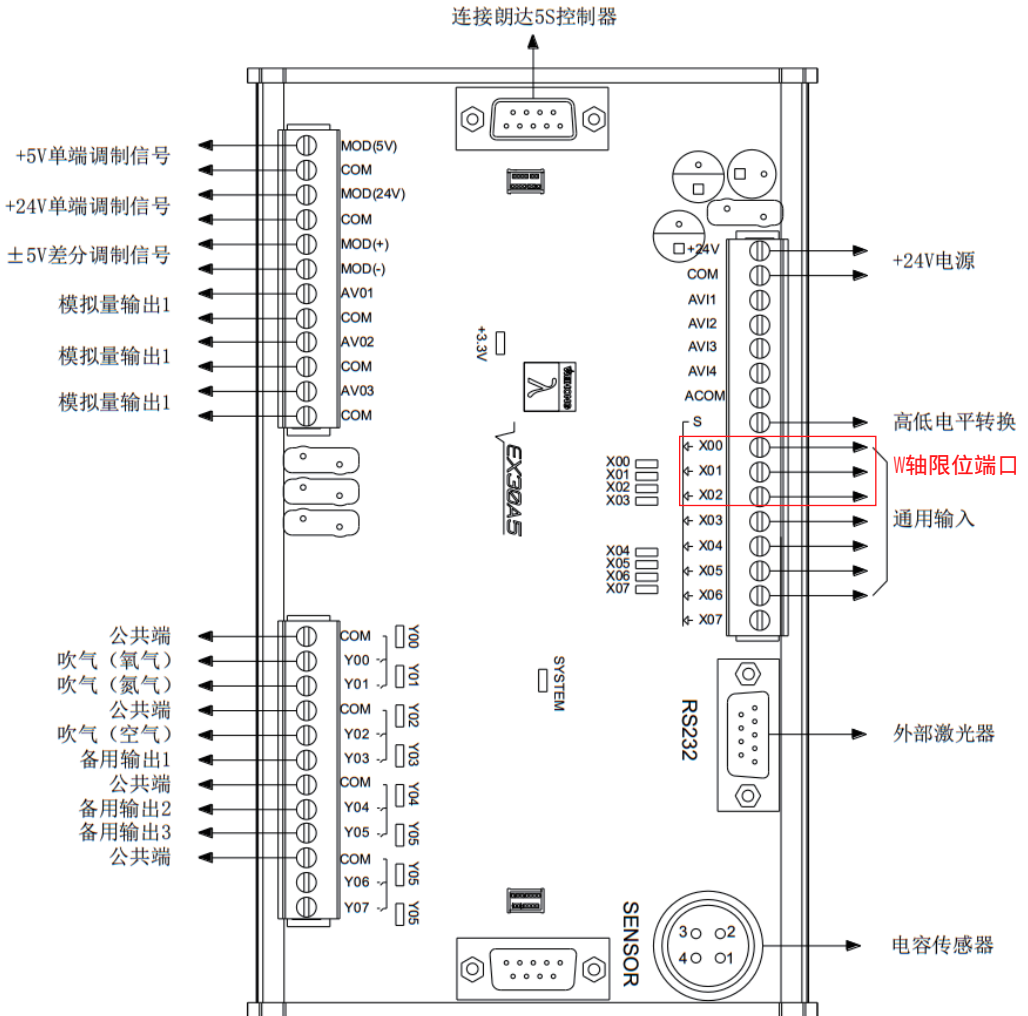 连接朗达5S控制器
+5V单端调制信号
MOD(5V)
COM
+24V单端调制信号
MOD(24V)
COM
±5V差分调制信号
MOD(+)
MOD(-)
模拟量输出1
AV01
COM
模拟量输出1
AV02
COM
模拟量输出1
AV03
COM
+3.3V
EX30A5
+24V
COM
+24V电源
AVI1
AVI2
AVI3
AVI4
ACOM
S
高低电平转换
X00
X01
X02
W轴限位端口
X03
X04
X05
X06
X07
通用输入
X00
X01
X02
X03
X04
X05
X06
X07
公共端
COM
吹气（氧气）
Y00
吹气（氮气）
Y01
公共端
COM
吹气（空气）
Y02
备用输出1
Y03
公共端
COM
备用输出2
Y04
备用输出3
Y05
公共端
COM
Y06
Y07
Y00
Y01
Y02
Y03
Y04
Y05
Y05
Y05
SYSTEM
RS232
外部激光器
SENSOR
3 2
4 1
电容传感器